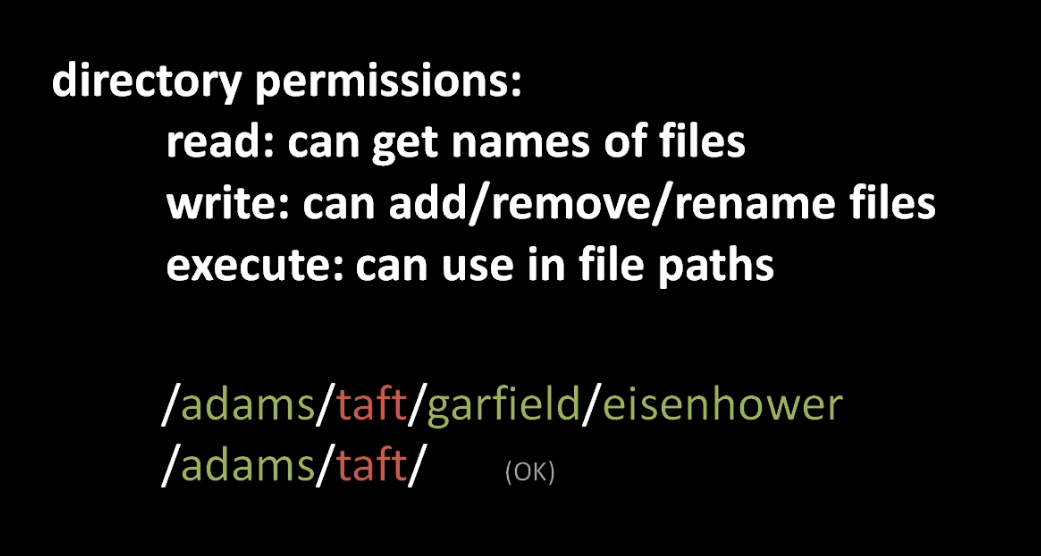 directory permissions:
read: can get names of files
write: can add/remove/rename files
execute: can use in file paths
/adams/taft/garfield/eisenhower
/adams/taft/ (OK)